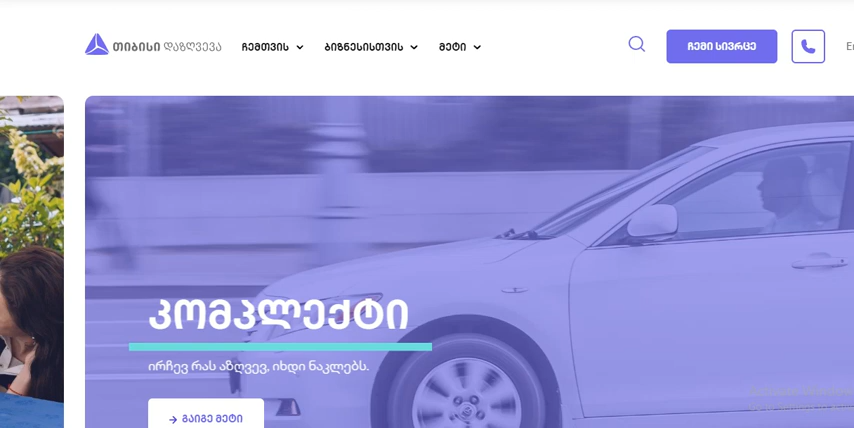 თიბისი დაზღვევა
ჩემთვის
ბიზნესისთვის
მეტი
ჩემი სივრცე
კომპლექტი
ირჩევ რას აზღვევ, იხდი ნაკლებს.
გაიგე მეტი